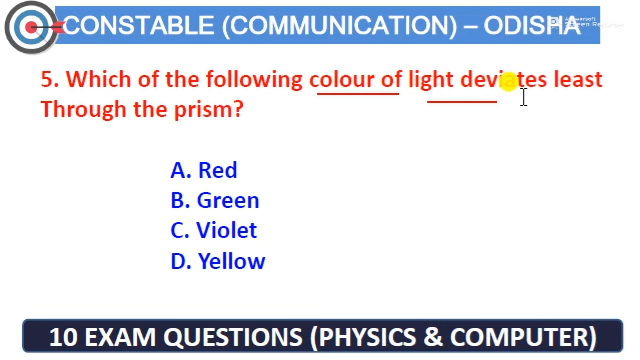 CONSTABLE (COMMUNICATION) – ODISHA
5. Which of the following colour of light deviates least
Through the prism?
A. Red
B. Green
C. Violet
D. Yellow
10 EXAM QUESTIONS (PHYSICS & COMPUTER)